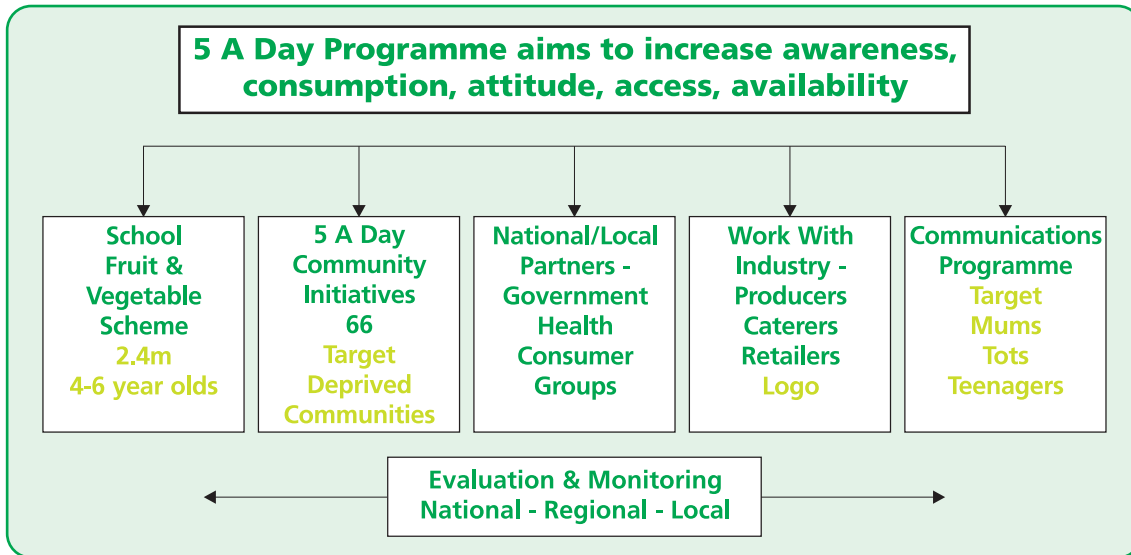 5 A Day Programme aims to increase awareness,
consumption, attitude, access, availability
School
Fruit &
Vegetable
Scheme
2.4m
4-6 year olds
5 A Day
Community
Initiatives
66
Target
Deprived
Communities
National/Local
Partners -
Government
Health
Consumer
Groups
Work With
Industry -
Producers
Caterers
Retailers
Logo
Communications
Programme
Target
Mums
Tots
Teenagers
Evaluation & Monitoring
National - Regional - Local